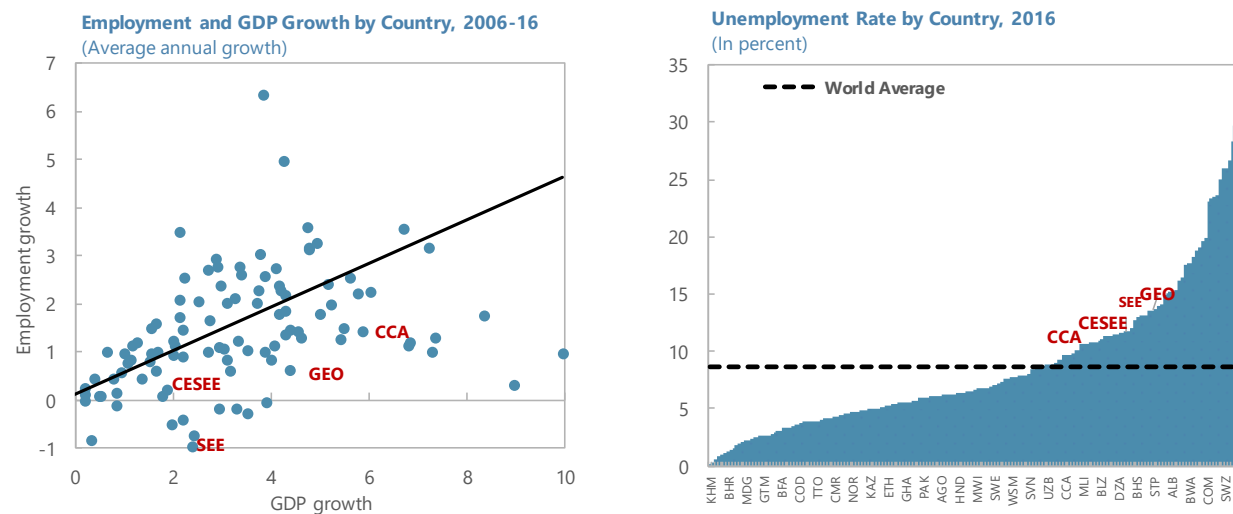 Employment and GDP Growth by Country, 2006-16
(Average annual growth)
7
6
5
4
3
2
1
0
-1
Employment growth
CCA
GEO
CESEE
SEE
0 2 4 6 8 10
GDP growth
Unemployment Rate by Country, 2016
(In percent)
35
30
25
20
15
10
5
0
World Average
GEO
SEE
CESEE
CCA
KHM
BHR
MDG
GTM
BFA
COD
TTO
CMR
NOR
KAZ
ETH
GHA
PAK
AGO
HND
MWI
SWE
WSM
SVN
UZB
CCA
MLI
BLZ
DZA
BHS
STP
ALB
BWA
COM
SWZ